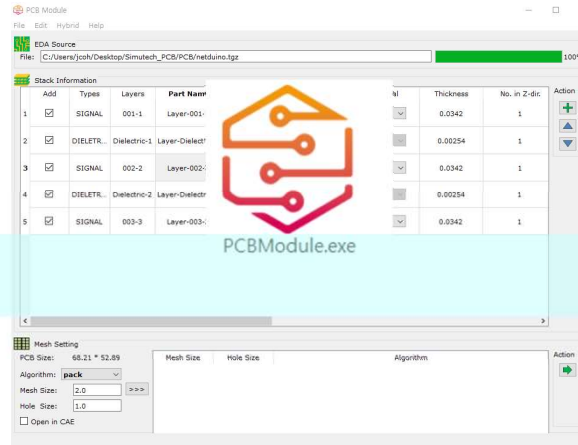 PCB Module
File Edit Hybrid Help
EDA Source
File: C:/Users/jcoh/Desktop/Simutech_PCB/PCB/netduino.tgz 100%
Stack Information
Add Types Layers Part Nam Thickness No. in Z-dir. Action
1 SIGNAL 001-1 Layer-001- 0.0342 1
2 DIELETR... Dielectric-1 Layer-Dielect 0.00254 1
3 SIGNAL 002-2 Layer-002- 0.0342 1
4 DIELETR... Dielectric-2 Layer-Dielectr 0.00254 1
5 SIGNAL 003-3 Layer-003- 0.0342 1
PCBModule.exe
Mesh Setting
PCB Size: 68.21 * 52.89 Mesh Size Hole Size Algorithm Action
Algorithm: pack
Mesh Size: 2.0 >>>
Hole Size: 1.0
Open in CAE